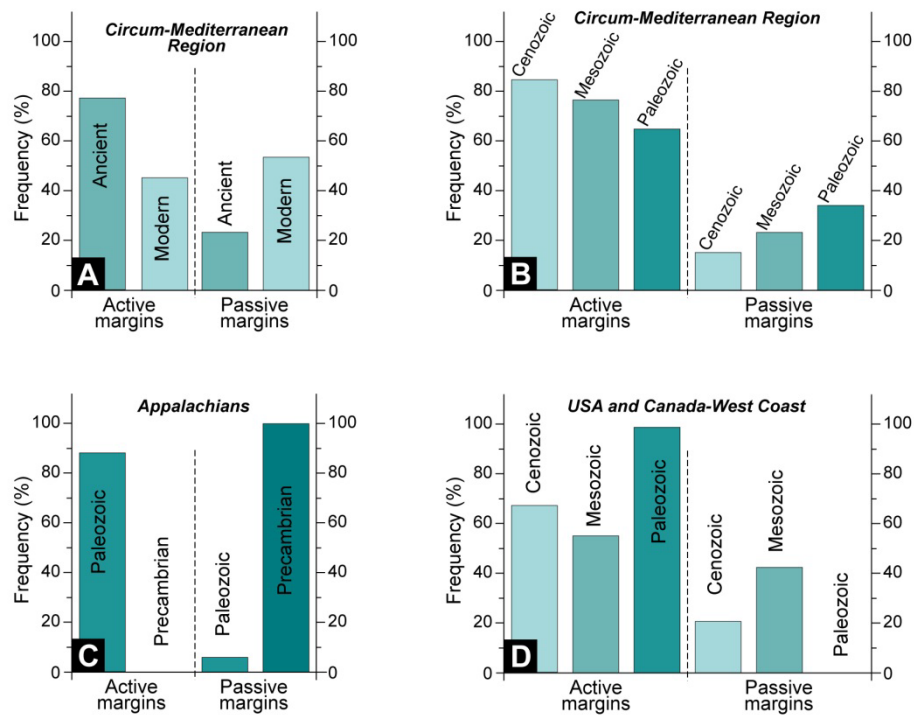 Circum-Mediterranean
Region
Frequency (%)
100
80
60
40
20
0
Ancient
Modern
Ancient
Modern
100
80
60
40
20
0
A
Active
margins
Passive
margins
Circum-Mediterranean Region
Frequency (%)
100
80
60
40
20
0
Cenozoic
Mesozoic
Paleozoic
Cenozoic
Mesozoic
Paleozoic
100
80
60
40
20
0
B
Active
margins
Passive
margins
Appalachians
Frequency (%)
100
80
60
40
20
0
Paleozoic
Precambrian
Paleozoic
Precambrian
100
80
60
40
20
0
C
Active
margins
Passive
margins
USA and Canada-West Coast
Frequency (%)
100
80
60
40
20
0
Cenozoic
Mesozoic
Paleozoic
Cenozoic
Mesozoic
Paleozoic
100
80
60
40
20
0
D
Active
margins
Passive
margins